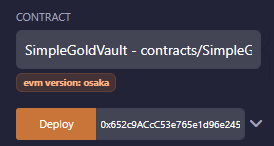 CONTRACT
SimpleGoldVault - contracts/SimpleG
evm version: osaka
Deploy 0x652c9ACcC53e765e1d96e245